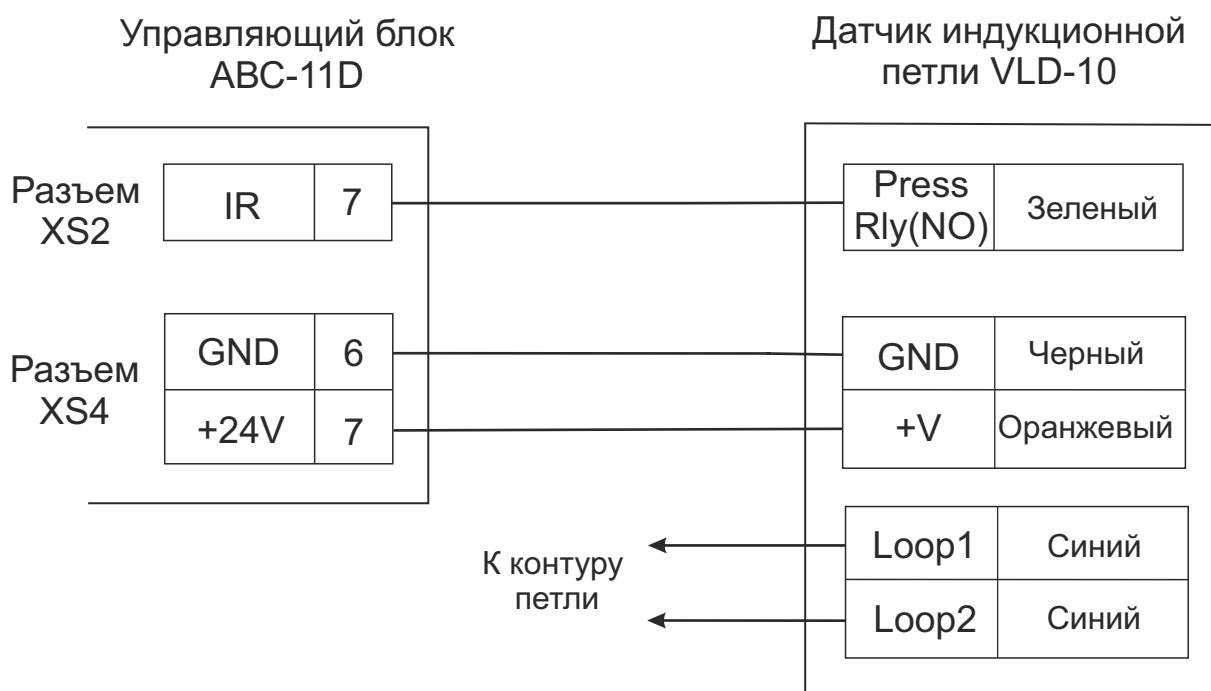 Управляющий блок
ABC-11D
Датчик индукционной
петли VLD-10
Разъем
XS2
IR 7
Press
Rly(NO) Зеленый
Разъем
XS4
GND 6
GND Черный
+24V 7
+V Оранжевый
К контуру
петли
Loop1 Синий
Loop2 Синий